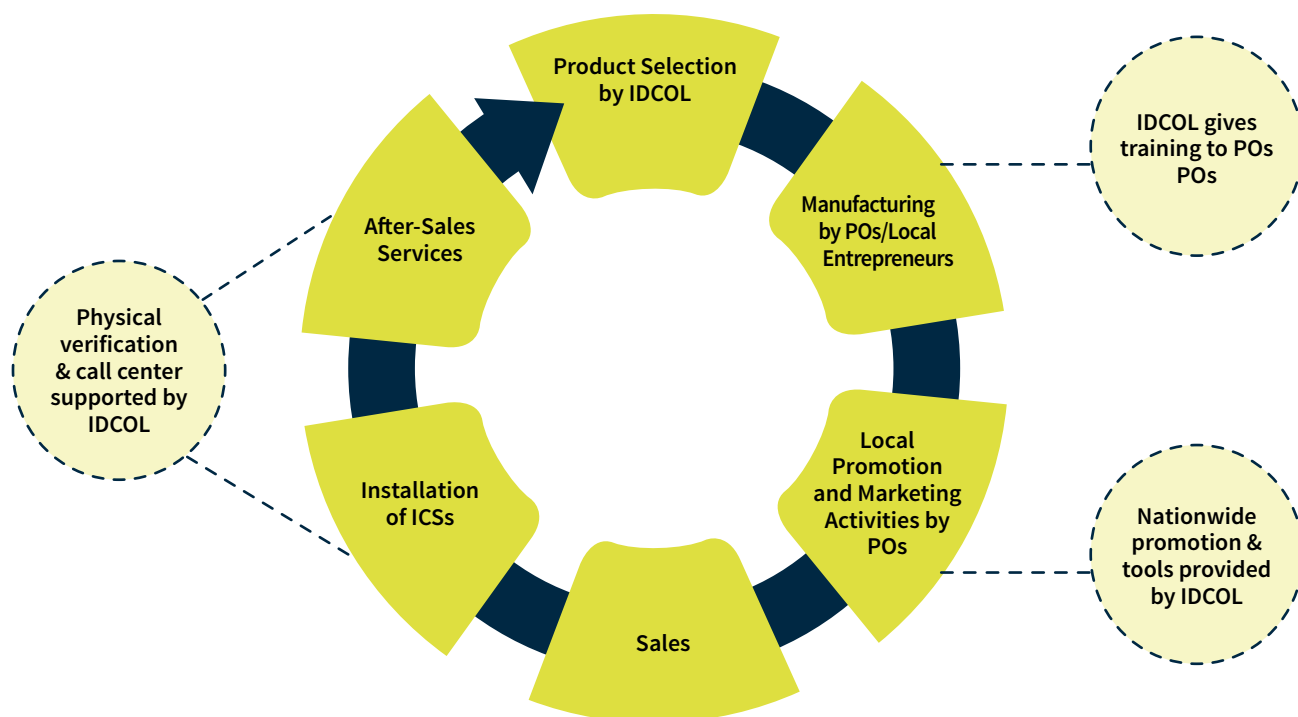 Product Selection
by IDCOL
IDCOL gives
training to POs
POs
Manufacturing
by POs/Local
Entrepreneurs
After-Sales
Services
Physical
verification
& call center
supported by
IDCOL
Local
Promotion
and Marketing
Activities by
POs
Installation
of ICSs
Nationwide
promotion &
tools provided
by IDCOL
Sales